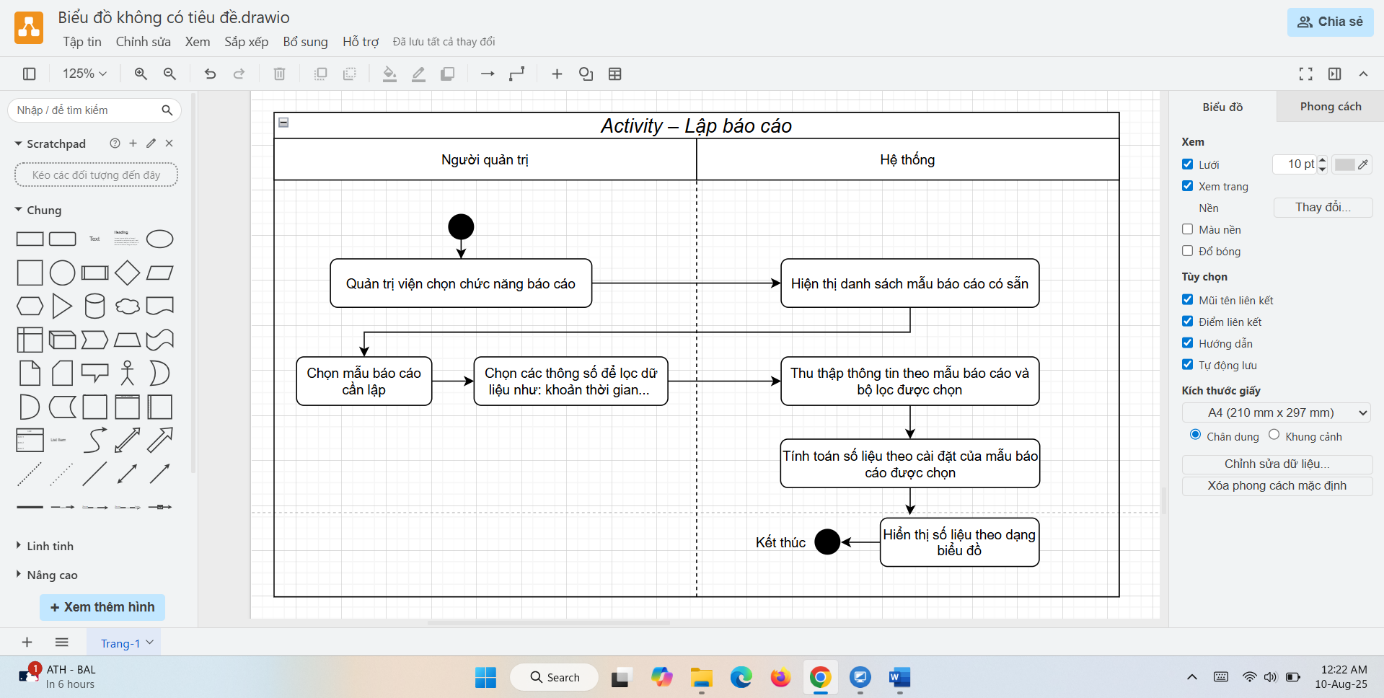 Biểu đồ không có tiêu đề.drawio
Tập tin Chỉnh sửa Xem Sắp xếp Bổ sung Hỗ trợ Đã lưu tất cả thay đổi
Chia sẻ
125%
Nhập / để tìm kiếm
Scratchpad
Kéo các đối tượng đến đây
Chung
Text
Heading
Linh tinh
Nâng cao
+ Xem thêm hình
Activity – Lập báo cáo
Người quản trị
Hệ thống
Quản trị viện chọn chức năng báo cáo
Hiện thị danh sách mẫu báo cáo có sẵn
Chọn mẫu báo cáo
cần lập
Chọn các thông số để lọc dữ
liệu như: khoản thời gian...
Thu thập thông tin theo mẫu báo cáo và
bộ lọc được chọn
Tính toán số liệu theo cài đặt của mẫu báo
cáo được chọn
Hiển thị số liệu theo dạng
biểu đồ
Kết thúc
Biểu đồ
Phong cách
Xem
Lưới
10 pt
Xem trang
Nền
Thay đổi...
Màu nền
Đổ bóng
Tùy chọn
Mũi tên liên kết
Điểm liên kết
Hướng dẫn
Tự động lưu
Kích thước giấy
A4 (210 mm x 297 mm)
Chân dung Khung cảnh
Chỉnh sửa dữ liệu...
Xóa phong cách mặc định
Trang-1
1
ATH - BAL
In 6 hours
Search
12:22 AM
10-Aug-25